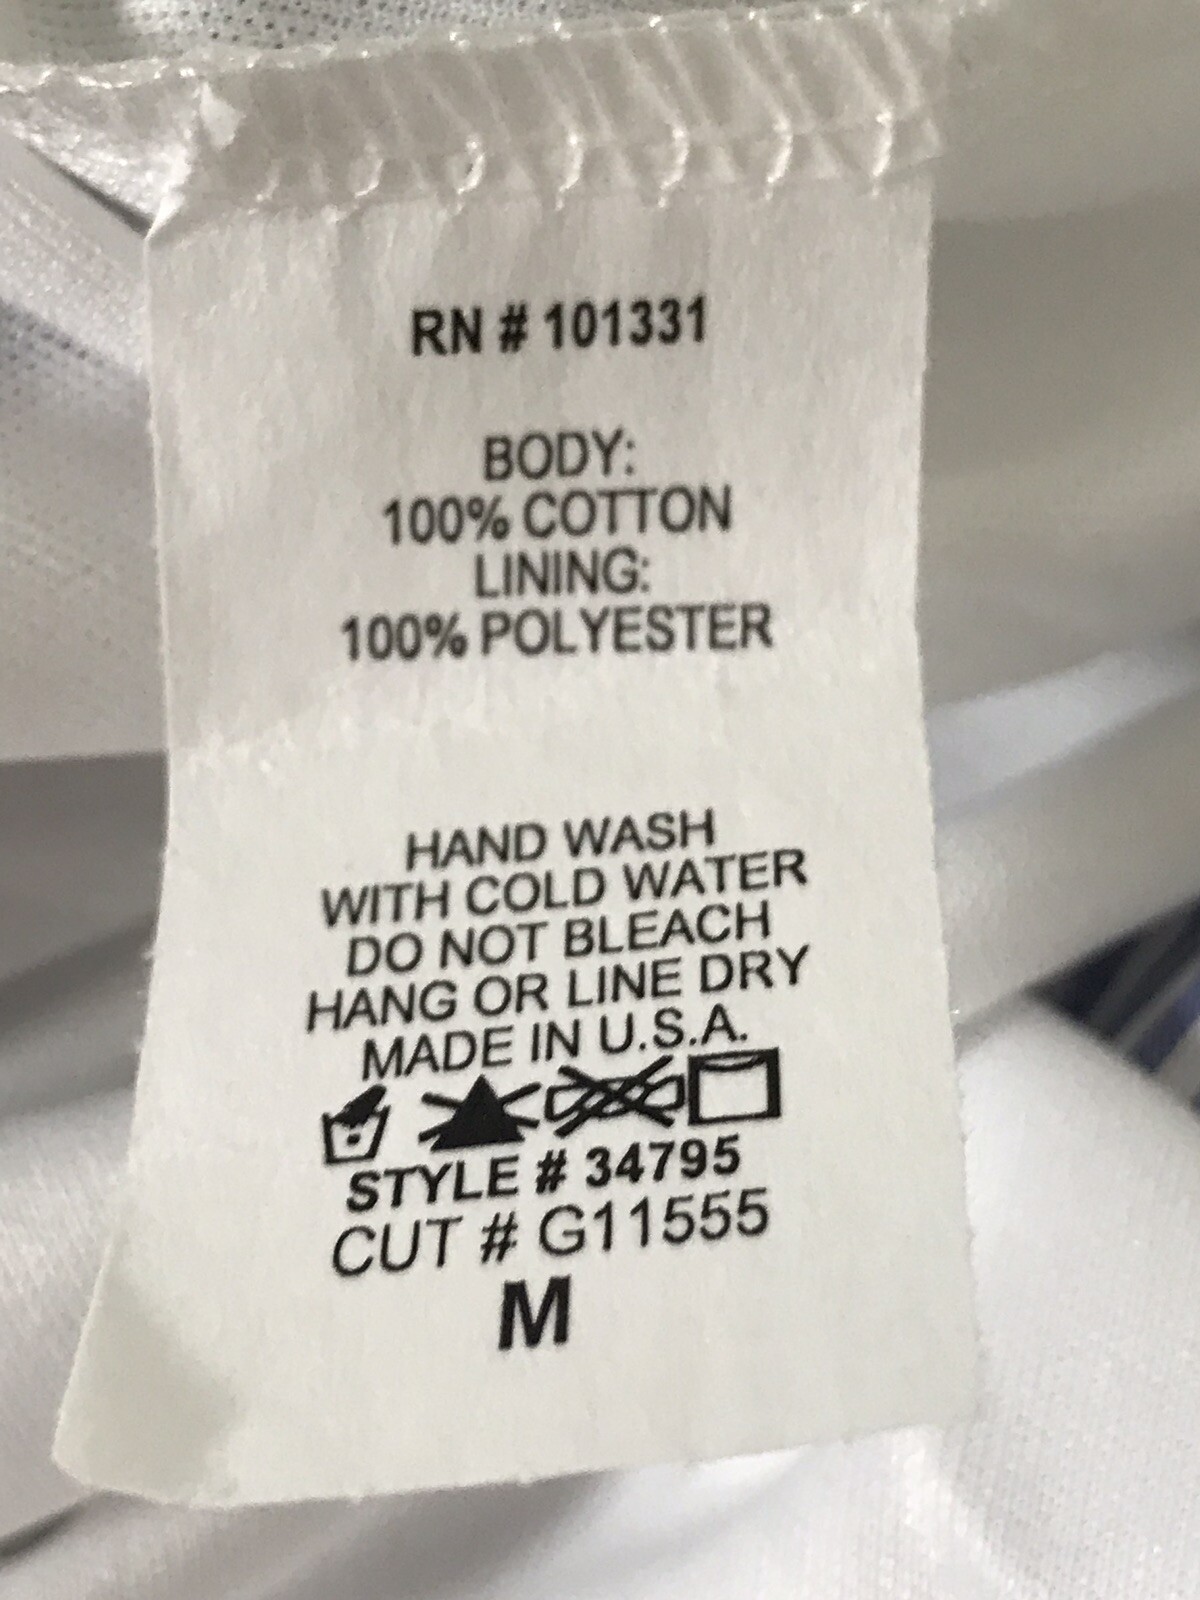 RN # 101331
BODY:
100% COTTON
LINING:
100% POLYESTER
HAND WASH
WITH COLD WATER
DO NOT BLEACH
HANG OR LINE DRY
MADE IN U.S.A.
STYLE # 34795
CUT # G11555
M